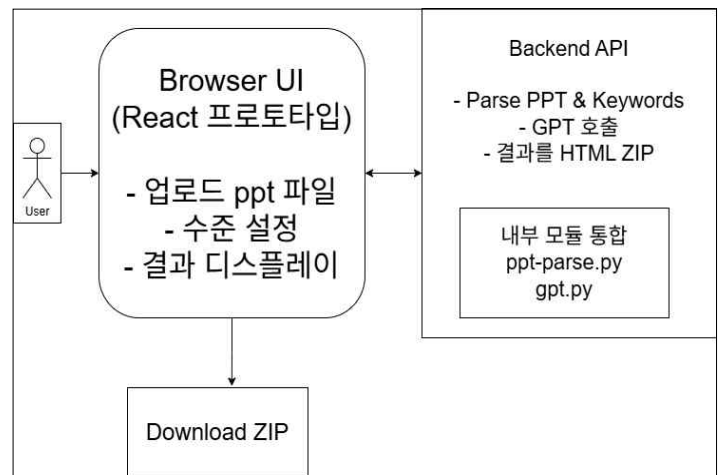 User
Browser UI
(React 프로토타입)
- 업로드 ppt 파일
- 수준 설정
- 결과 디스플레이
Download ZIP
Backend API
- Parse PPT & Keywords
- GPT 호출
- 결과를 HTML ZIP
내부 모듈 통합
ppt-parse.py
gpt.py